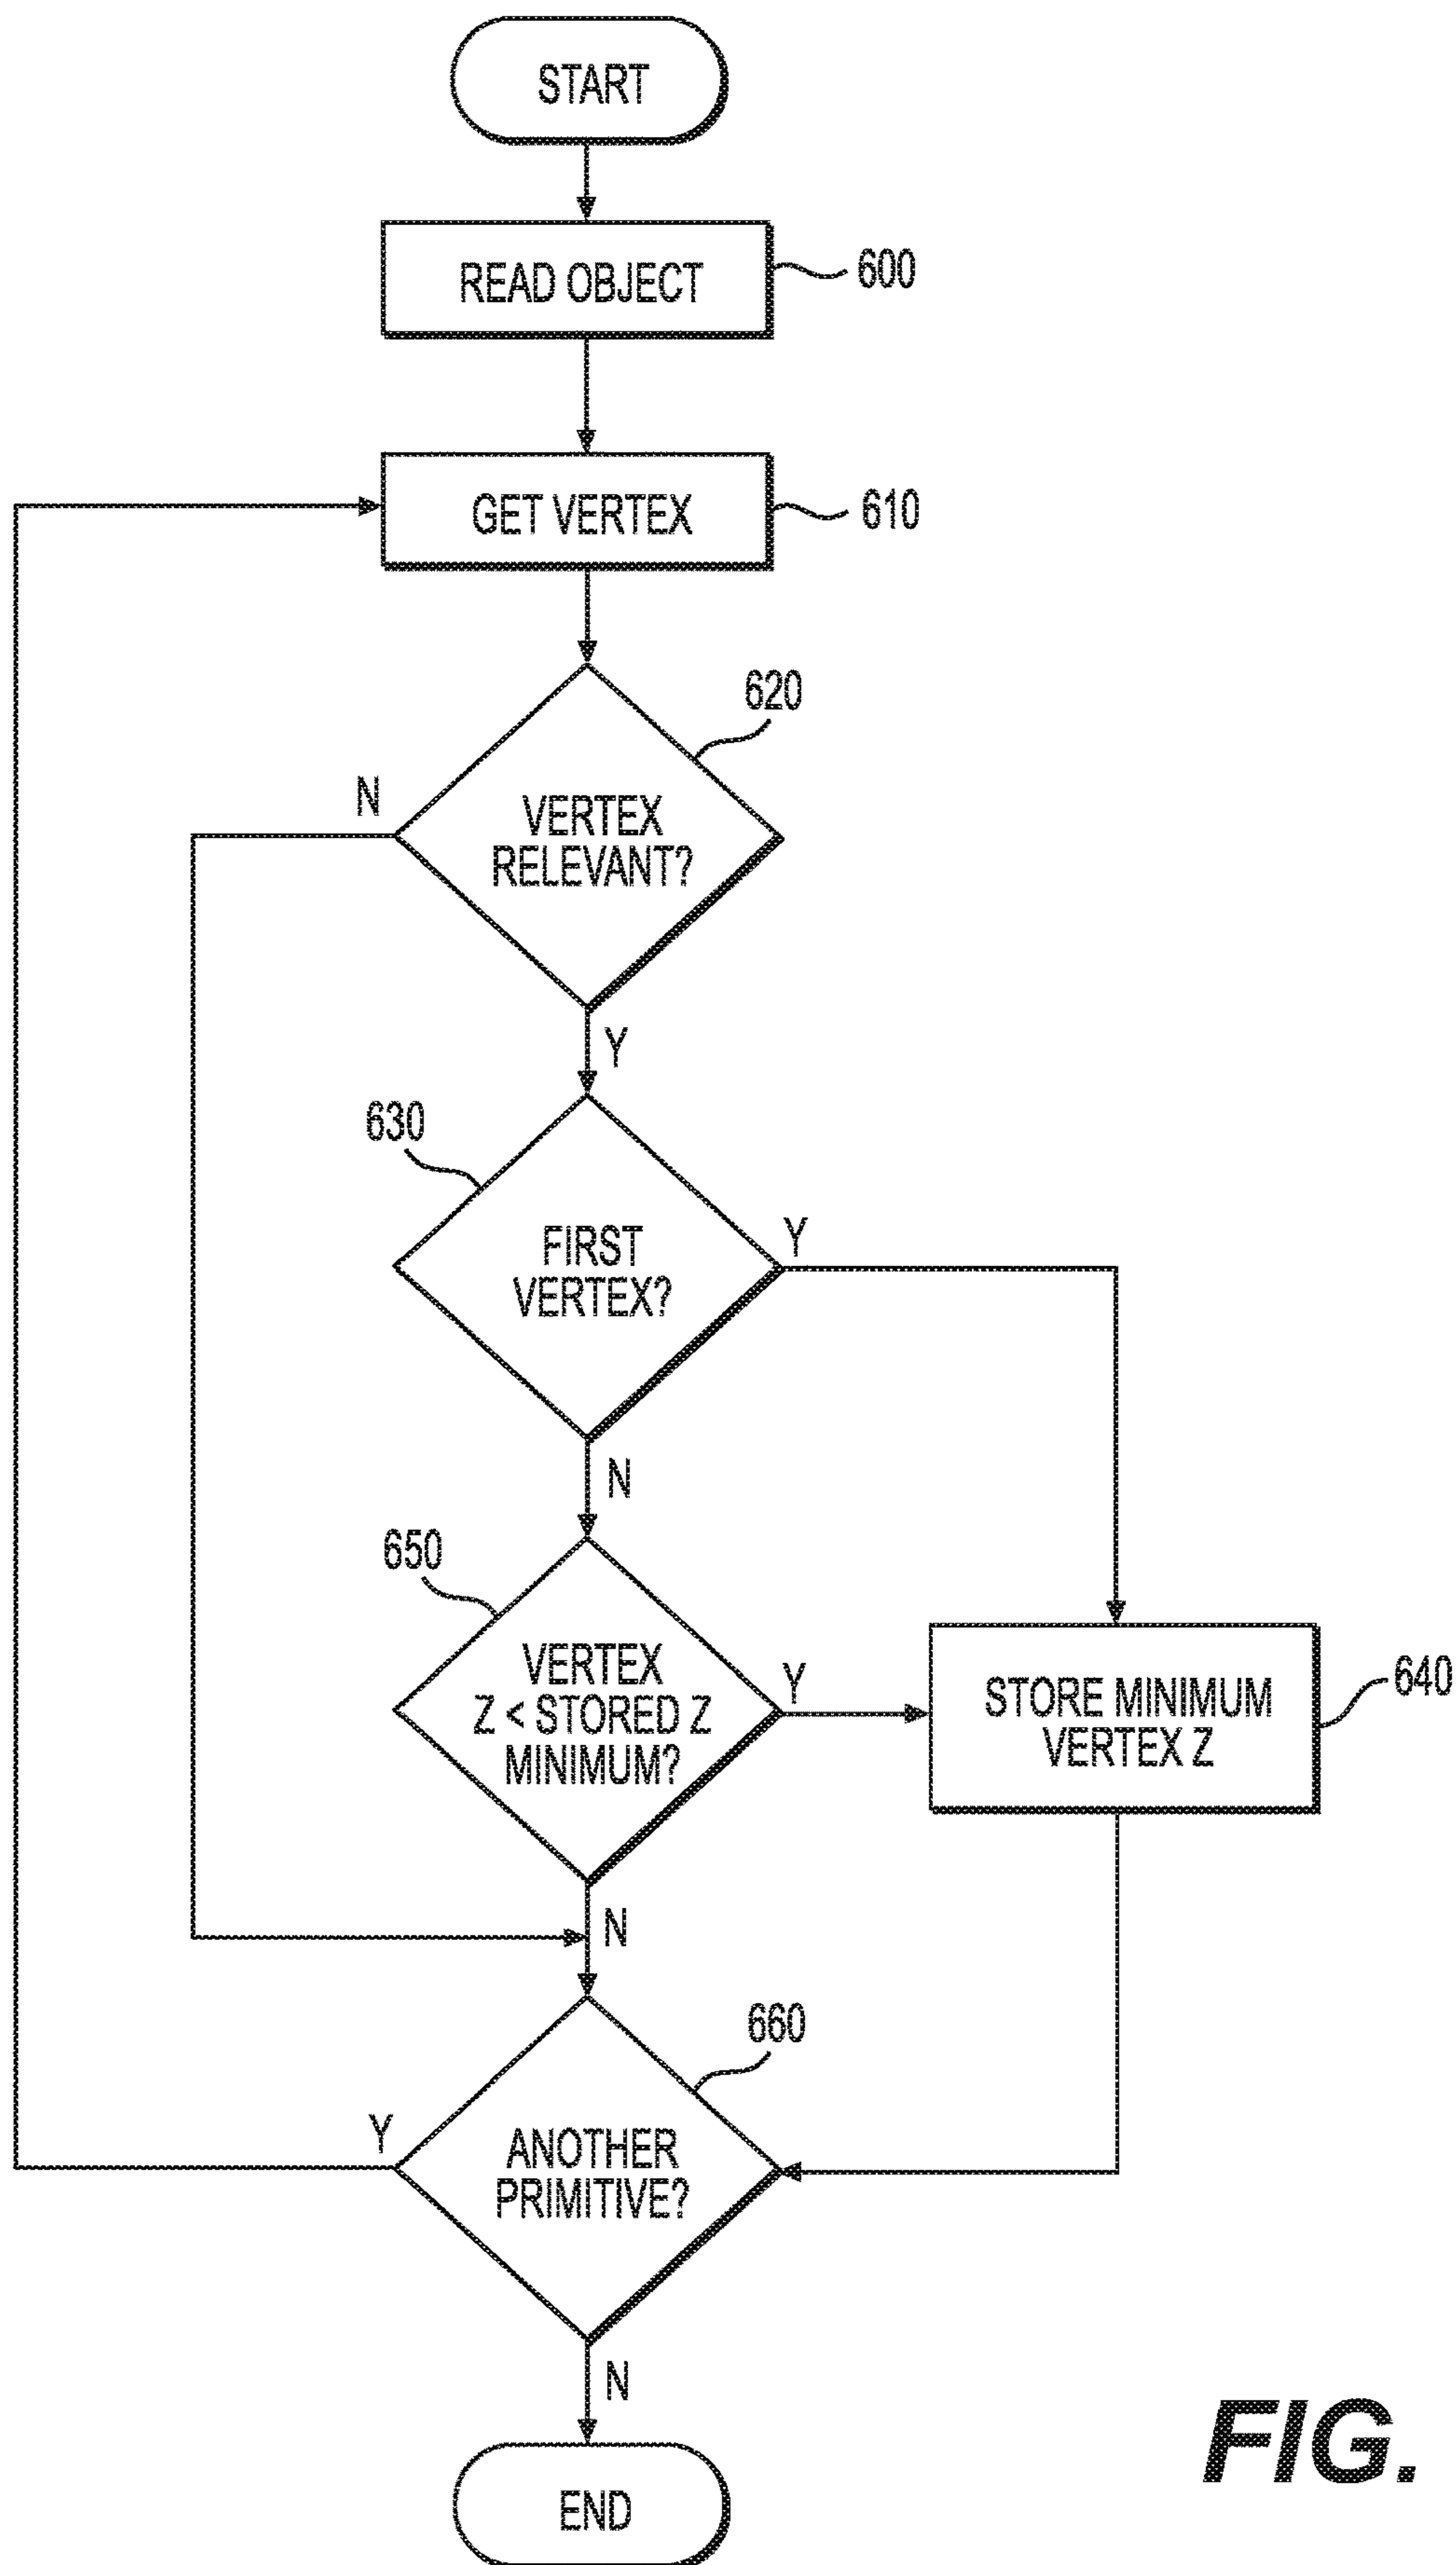 START
READ OBJECT
600
GET VERTEX
610
620
N
VERTEX
RELEVANT?
Y
630
FIRST
VERTEX?
Y
N
650
VERTEX
Z < STORED Z
MINIMUM?
Y
STORE MINIMUM
VERTEX Z
640
N
660
Y
ANOTHER
PRIMITIVE?
N
END
FIG.